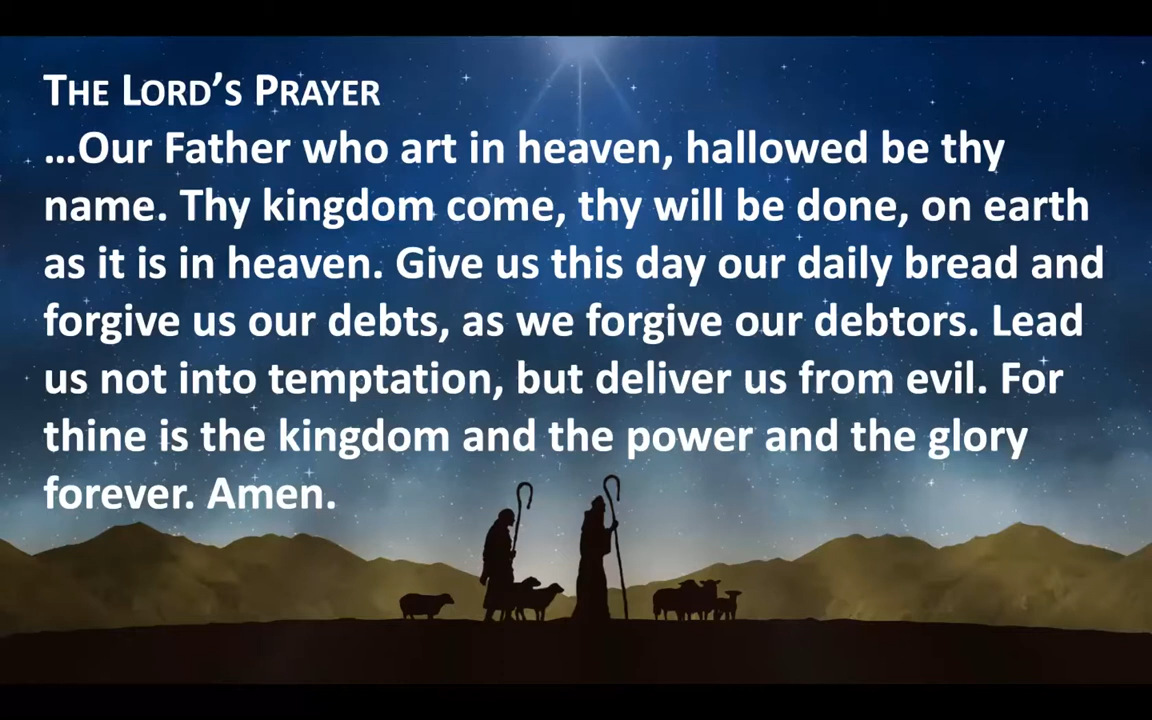 THE LORD’S PRAYER
...Our Father who art in heaven, hallowed be thy
name. Thy kingdom come, thy will be done, on earth
as it is in heaven. Give us this day our daily bread and
forgive us our debts, as we forgive our debtors. Lead
us not into temptation, but deliver us from evil. For
thine is the kingdom and the power and the glory
forever. Amen.